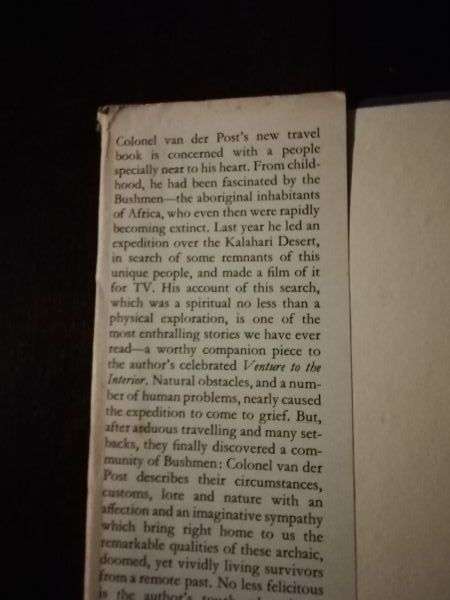 Colonel van der Post's new travel
book is concerned with a people
specially near to his heart. From child-
hood, he had been fascinated by the
Bushmen—the aboriginal inhabitants
of Africa, who even then were rapidly
becoming extinct. Last year he led an
expedition over the Kalahari Desert,
in search of some remnants of this
unique people, and made a film of it
for TV. His account of this search,
which was a spiritual no less than a
physical exploration, is one of the
most enthralling stories we have ever
read—a worthy companion piece to
the author's celebrated Venture to the
Interior. Natural obstacles, and a num-
ber of human problems, nearly caused
the expedition to come to grief. But,
after arduous travelling and many set-
backs, they finally discovered a com-
munity of Bushmen: Colonel van der
Post describes their circumstances,
customs, lore and nature with an
affection and an imaginative sympathy
which bring right home to us the
remarkable qualities of these archaic,
doomed, yet vividly living survivors
from a remote past. No less felicitous
is the author's